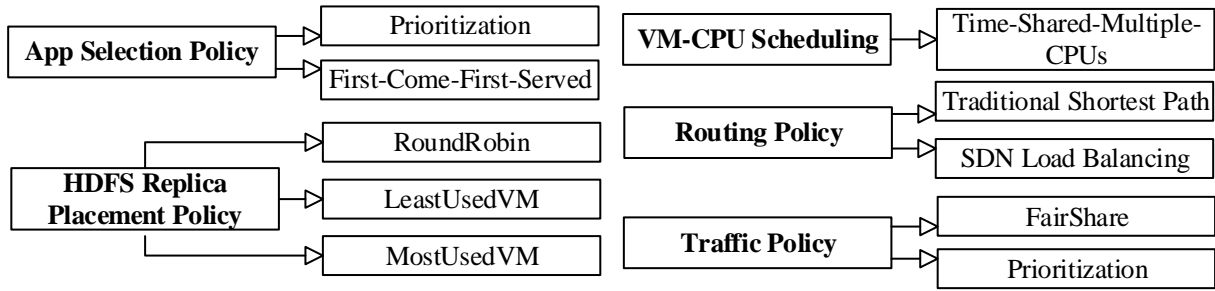 App Selection Policy
Prioritization
First-Come-First-Served
HDFS Replica
Placement Policy
RoundRobin
LeastUsedVM
MostUsedVM
VM-CPU Scheduling
Time-Shared-Multiple-
CPUs
Routing Policy
Traditional Shortest Path
SDN Load Balancing
Traffic Policy
FairShare
Prioritization